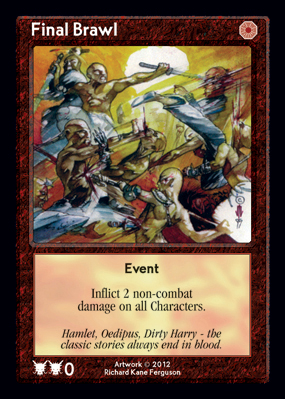 Final Brawl
Event
Inflict 2 non-combat
damage on all Characters.
Hamlet, Oedipus, Dirty Harry - the
classic stories always end in blood.
0
Artwork © 2012
Richard Kane Ferguson